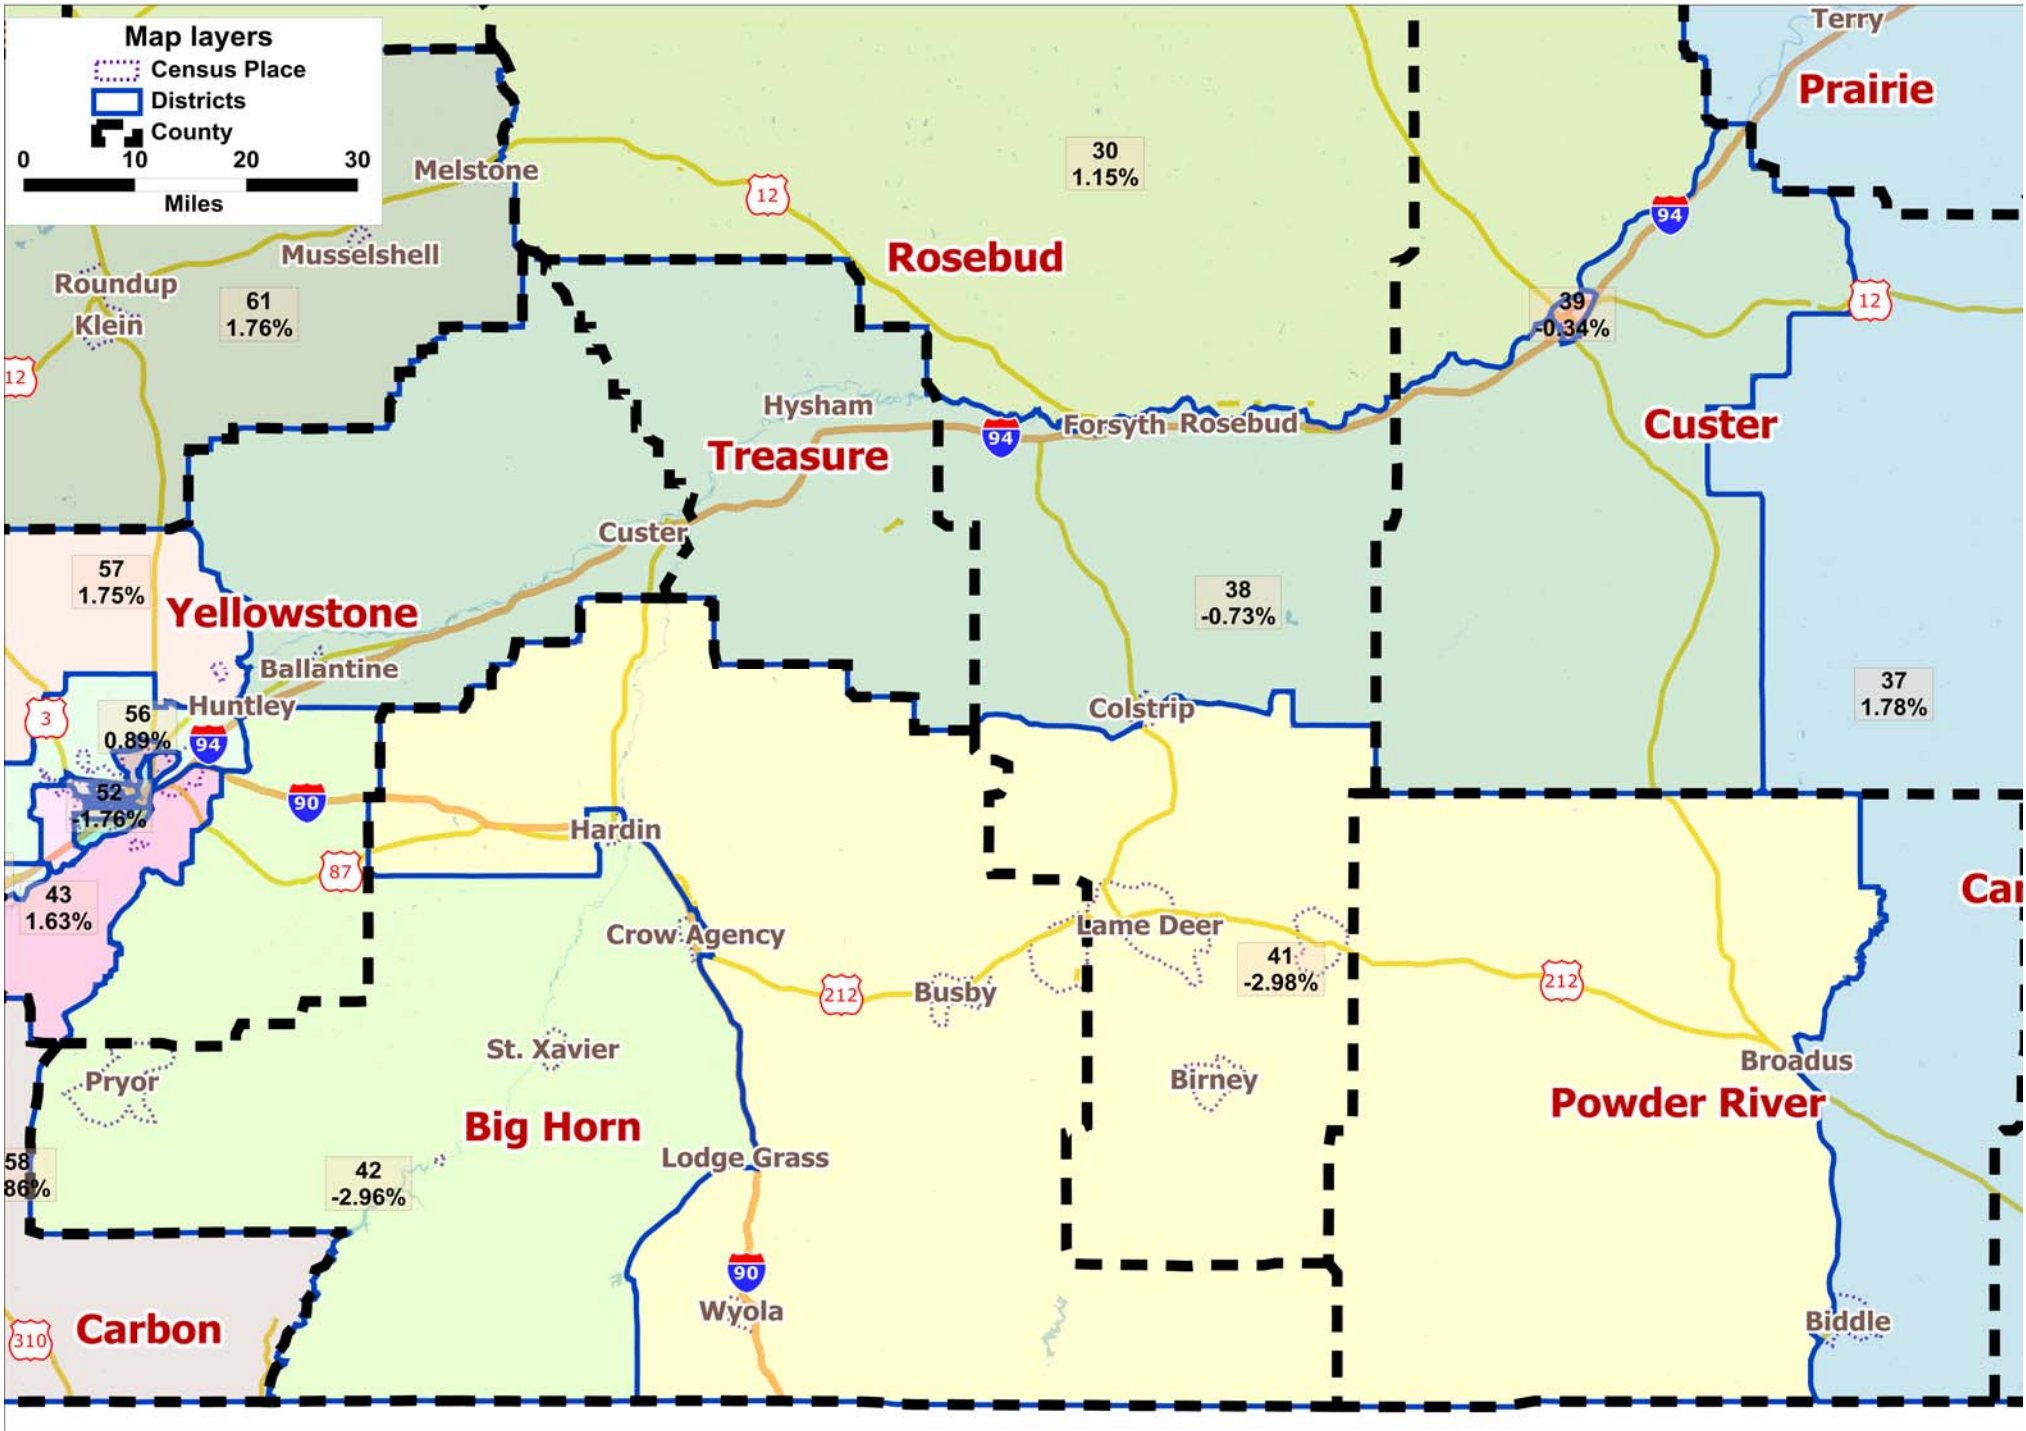 Map layers
Census Place
Districts
County
0 10 20 30
Miles
Terry
Prairie
30
1.15%
Melstone
12
94
Musselshell
Rosebud
Roundup
61
1.76%
Klein
39
-0.34%
12
12
Hysham
Forsyth Rosebud
94
Custer
Treasure
Custer
57
1.75%
38
-0.73%
Yellowstone
Ballantine
37
1.78%
Huntley
Colstrip
3
56
0.89%
94
52
-1.76%
90
Hardin
87
43
1.63%
Car
Lame Deer
Crow Agency
41
-2.98%
212
Busby
212
St. Xavier
Broadus
Pryor
Birney
Powder River
Big Horn
Lodge Grass
58
86%
42
-2.96%
90
Wyola
Biddle
Carbon
310